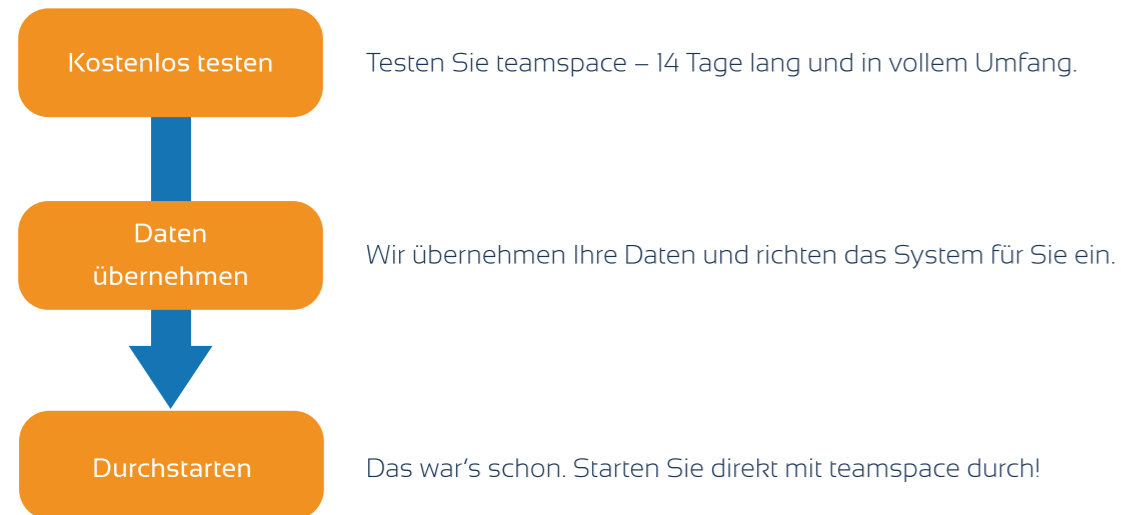 Kostenlos testen
Testen Sie teamspace – 14 Tage lang und in vollem Umfang.
Daten
übernehmen
Wir übernehmen Ihre Daten und richten das System für Sie ein.
Durchstarten
Das war's schon. Starten Sie direkt mit teamspace durch!